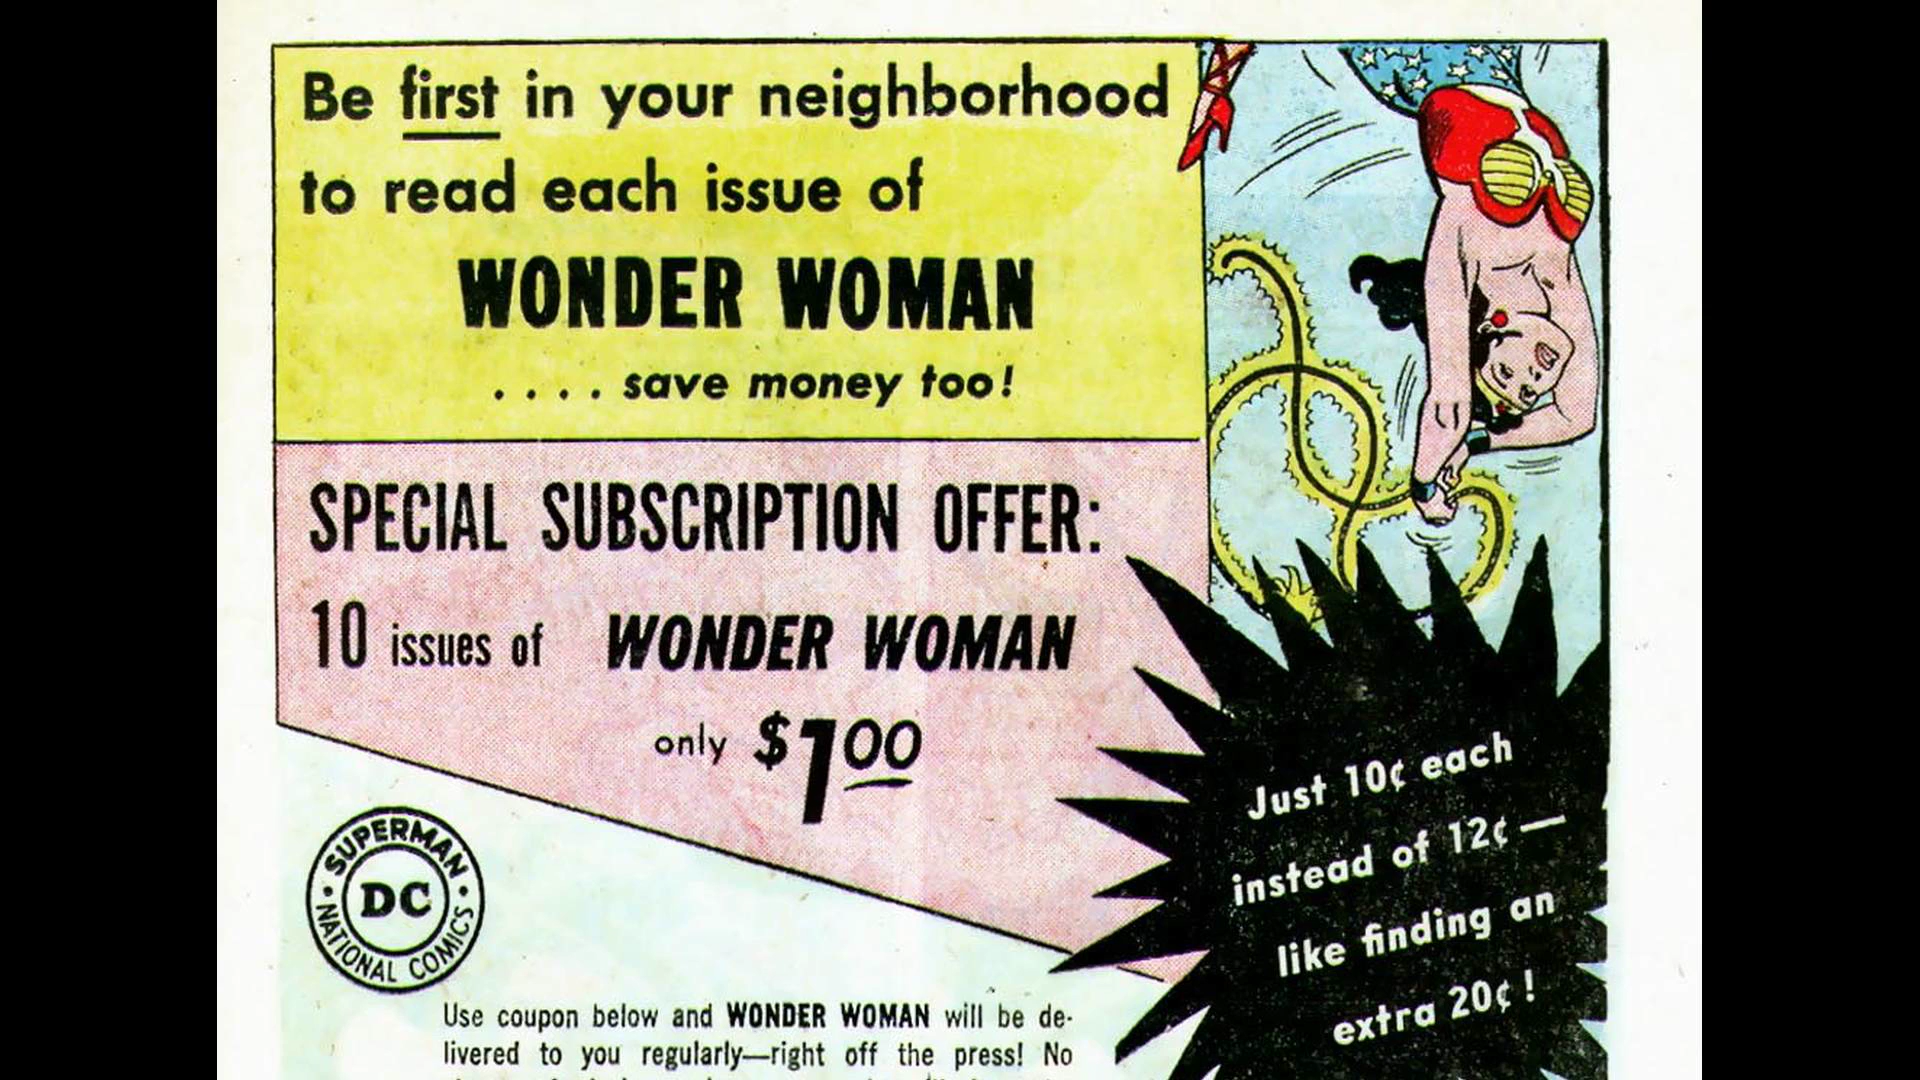 Be first in your neighborhood
to read each issue of
WONDER WOMAN
. . . . save money too!
SPECIAL SUBSCRIPTION OFFER:
10 issues of WONDER WOMAN
only $1.00
Just 10¢ each
instead of 12¢ —
like finding an
extra 20¢ !
SUPERMAN
DC
NATIONAL COMICS
Use coupon below and WONDER WOMAN will be de-
livered to you regularly—right off the press! No